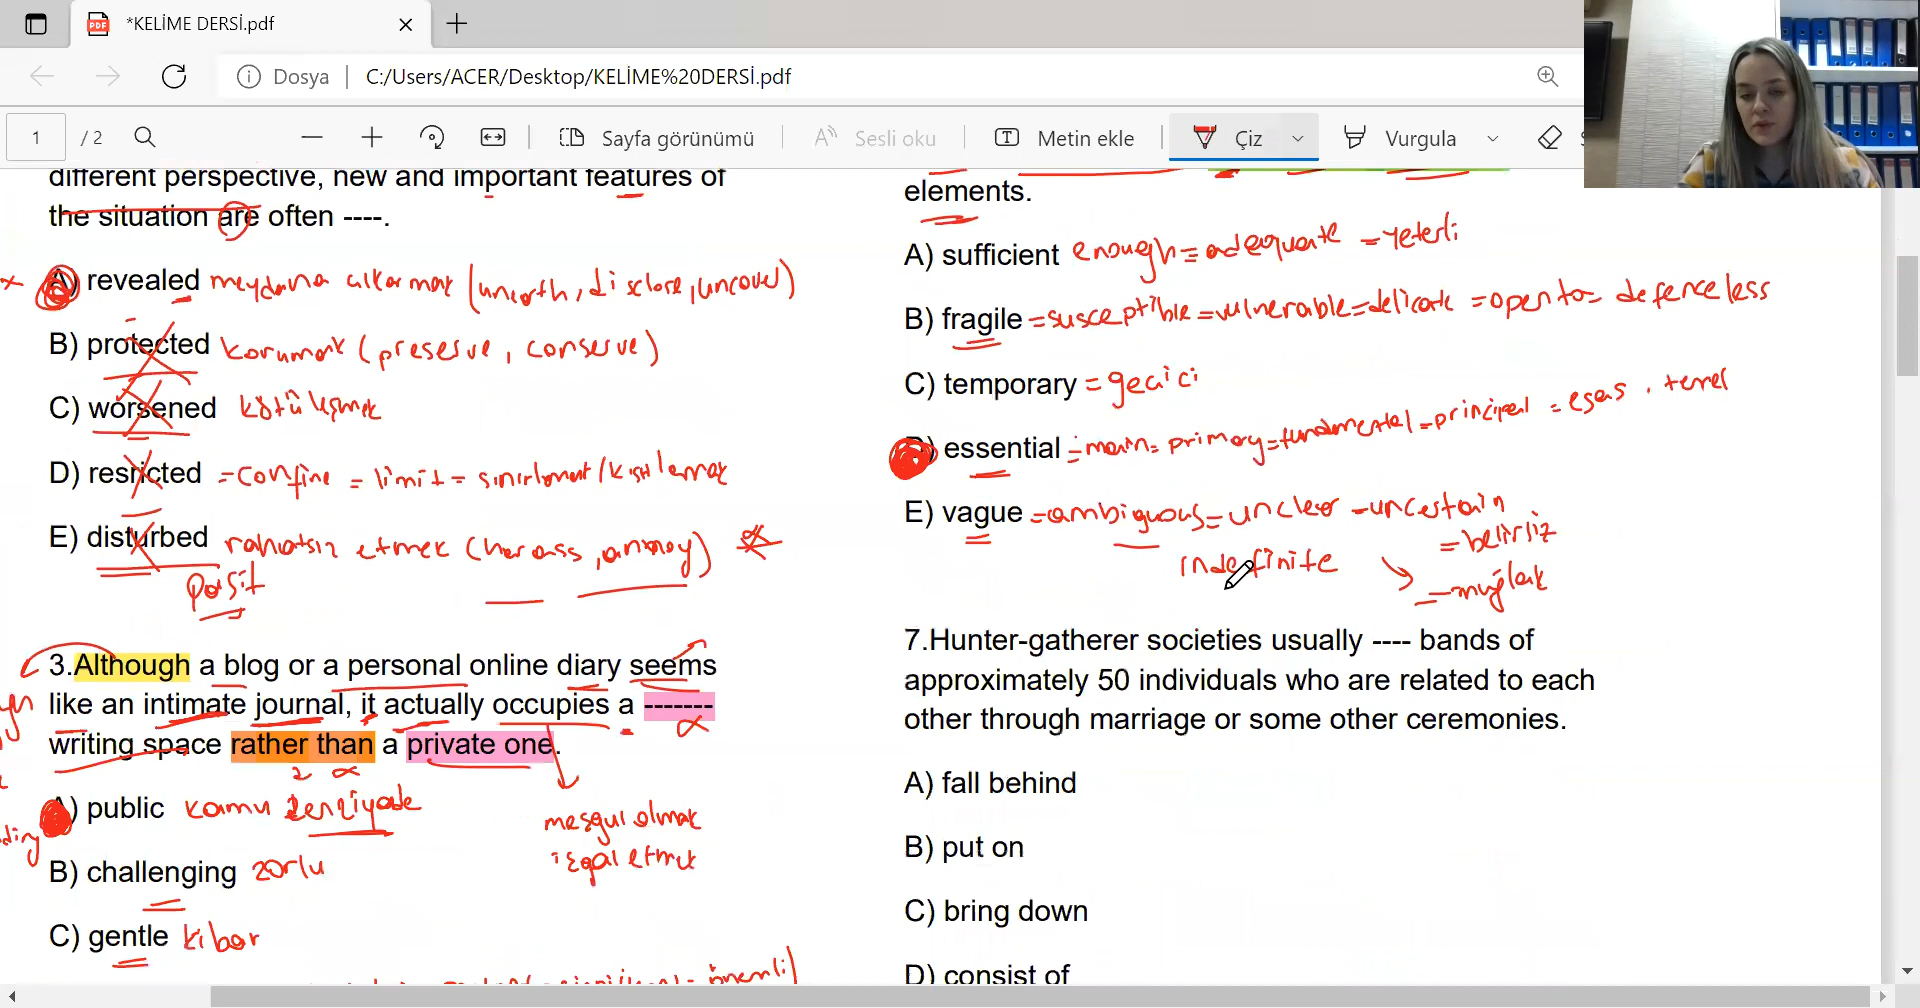 *KELİME DERSİ.pdf
Dosya C:/Users/ACER/Desktop/KELİME%20DERSİ.pdf
1 / 2 Sayfa görünümü Sesli oku Metin ekle Çiz Vurgula
different perspective, new and important features of
the situation are often ----.
A) revealed meydana çıkarmak (unearth, disclose, uncover)
B) protected korumak (preserve, conserve)
C) worsened kötüleşmek
D) resricted =confine = limit = sınırlamak/kısıtlamak
E) disturbed rahatsız etmek (harass, annoy)
3.Although a blog or a personal online diary seems
like an intimate journal, it actually occupies a -------
writing space rather than a private one.
A) public kamu
meşgul olmak
işgal etmek
B) challenging zorlu
C) gentle kibar
önemli)
elements.
A) sufficient enough = adequate = yeterli
B) fragile =susceptible =vulnerable=delicate =open to= defenceless
C) temporary = geçici
D) essential =main= primary=fundamental=principal = esas, temel
E) vague =ambiguous=unclear =uncertain
=belirsiz
indefinite
=muğlak
7.Hunter-gatherer societies usually ---- bands of
approximately 50 individuals who are related to each
other through marriage or some other ceremonies.
A) fall behind
B) put on
C) bring down
D) consist of